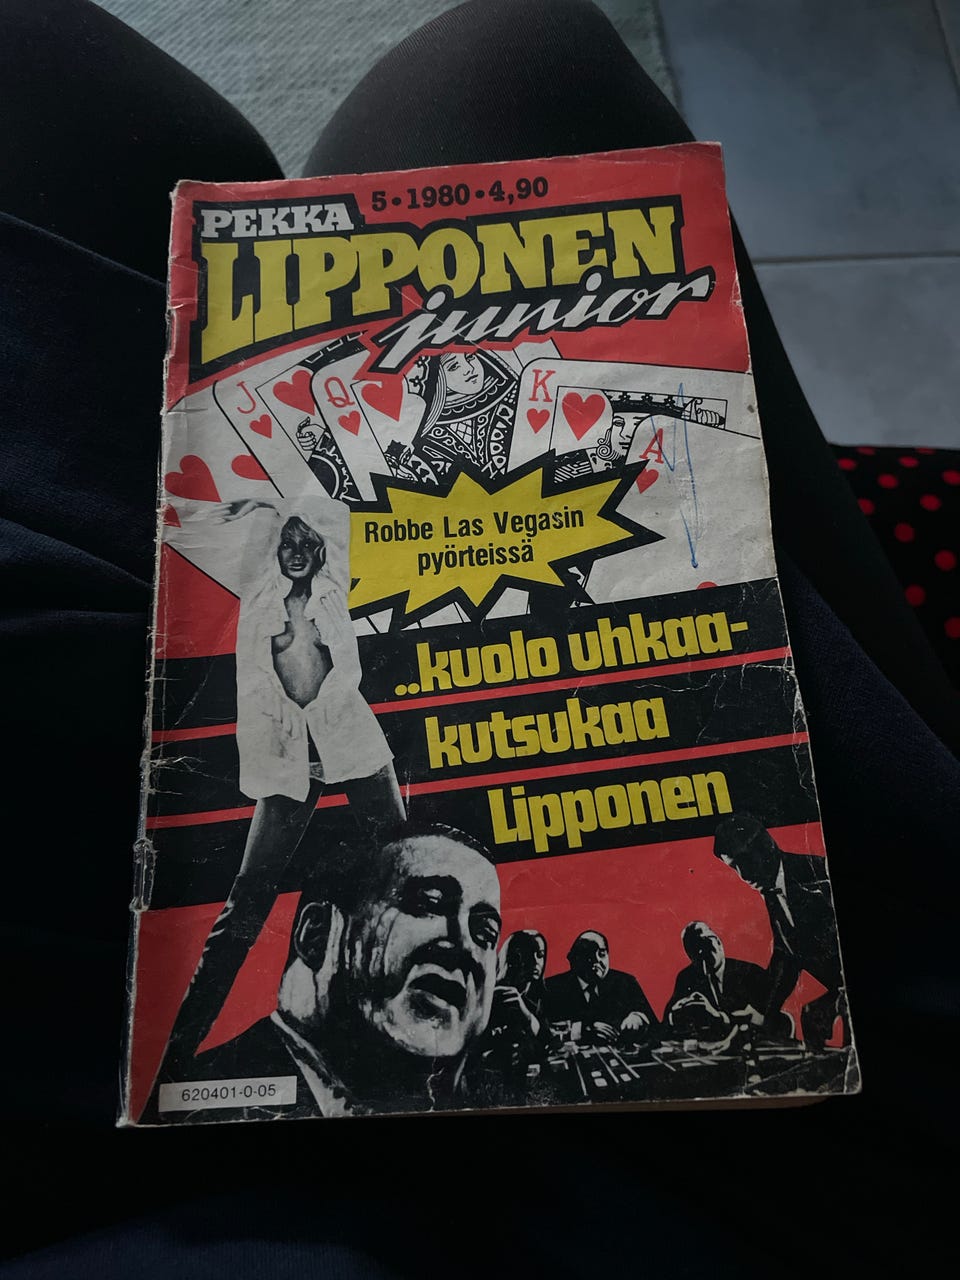 5•1980•4,90
PEKKA
LIPPONEN
junior
J
Q
K
A
Robbe Las Vegasin
pyörteissä
..kuolo uhkaa-
kutsukaa
Lipponen
620401-0-05